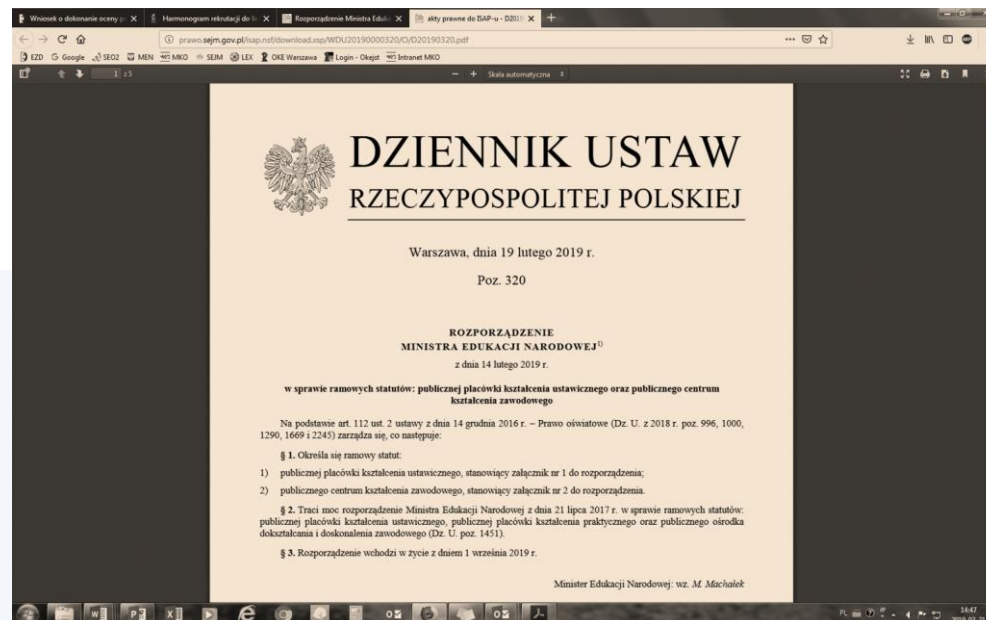 Wniosek o dokonanie oceny
Harmonogram rekrutacji do
Rozporządzenie Ministra Eduka
akty prawne do ISAP-u - D2019
prawo.sejm.gov.pl/isap.nsf/download.xsp/WDU20190000320/O/D20190320.pdf
EZD Google SEO2 MEN MKO SEJM LEX OKE Warszawa Login - Okejst Intranet MKO
1 z 5
Skala automatyczna
DZIENNIK USTAW
RZECZYPOSPOLITEJ POLSKIEJ
Warszawa, dnia 19 lutego 2019 r.
Poz. 320
ROZPORZĄDZENIE
MINISTRA EDUKACJI NARODOWEJ1)
z dnia 14 lutego 2019 r.
w sprawie ramowych statutów: publicznej placówki kształcenia ustawicznego oraz publicznego centrum
kształcenia zawodowego
Na podstawie art. 112 ust. 2 ustawy z dnia 14 grudnia 2016 r. – Prawo oświatowe (Dz. U. z 2018 r. poz. 996, 1000,
1290, 1669 i 2245) zarządza się, co następuje:
§ 1. Określa się ramowy statut:
1) publicznej placówki kształcenia ustawicznego, stanowiący załącznik nr 1 do rozporządzenia;
2) publicznego centrum kształcenia zawodowego, stanowiący załącznik nr 2 do rozporządzenia.
§ 2. Traci moc rozporządzenie Ministra Edukacji Narodowej z dnia 21 lipca 2017 r. w sprawie ramowych statutów:
publicznej placówki kształcenia ustawicznego, publicznej placówki kształcenia praktycznego oraz publicznego ośrodka
dokształcania i doskonalenia zawodowego (Dz. U. poz. 1451).
§ 3. Rozporządzenie wchodzi w życie z dniem 1 września 2019 r.
Minister Edukacji Narodowej: wz. M. Machałek
PL
14:47